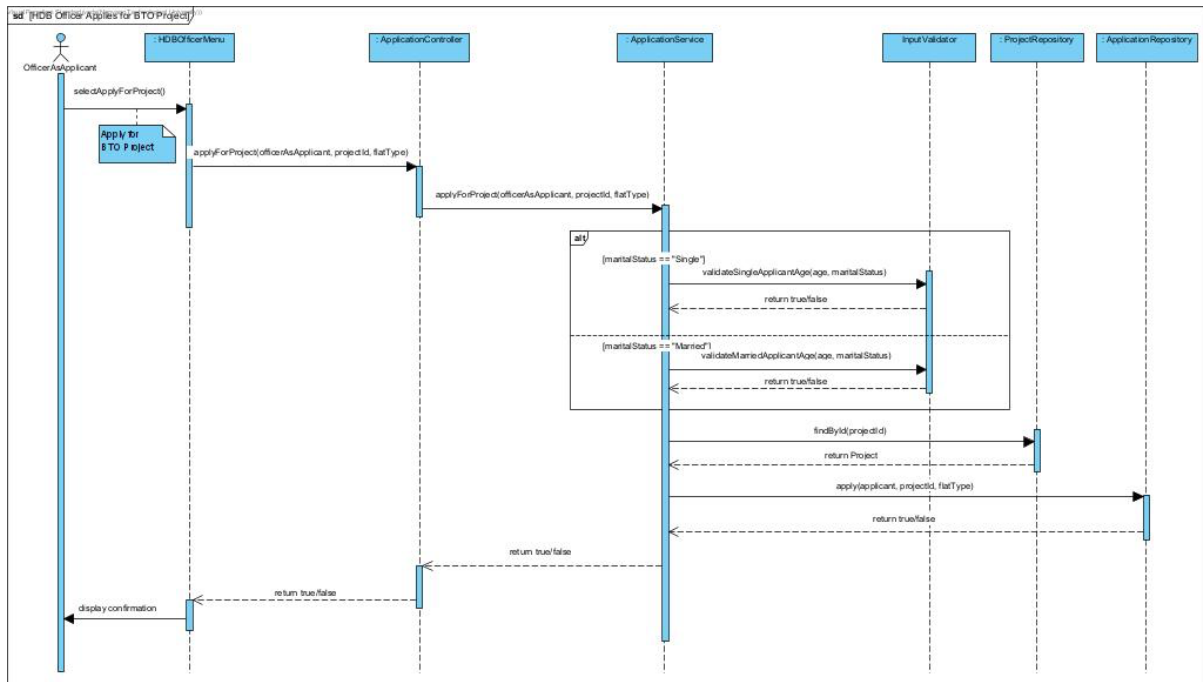 sd [HDB Officer Applies for BTO Project]
: HDBOfficerMenu
: ApplicationController
: ApplicationService
InputValidator
: ProjectRepository
: ApplicationRepository
OfficerAsApplicant
selectApplyForProject()
Apply for
BTO Project
applyForProject(officerAsApplicant, projectId, flatType)
applyForProject(officerAsApplicant, projectId, flatType)
alt
[maritalStatus == "Single"]
validateSingleApplicantAge(age, maritalStatus)
return true/false
[maritalStatus == "Married"]
validateMarriedApplicantAge(age, maritalStatus)
return true/false
findById(projectId)
return Project
apply(applicant, projectId, flatType)
return true/false
return true/false
return true/false
display confirmation